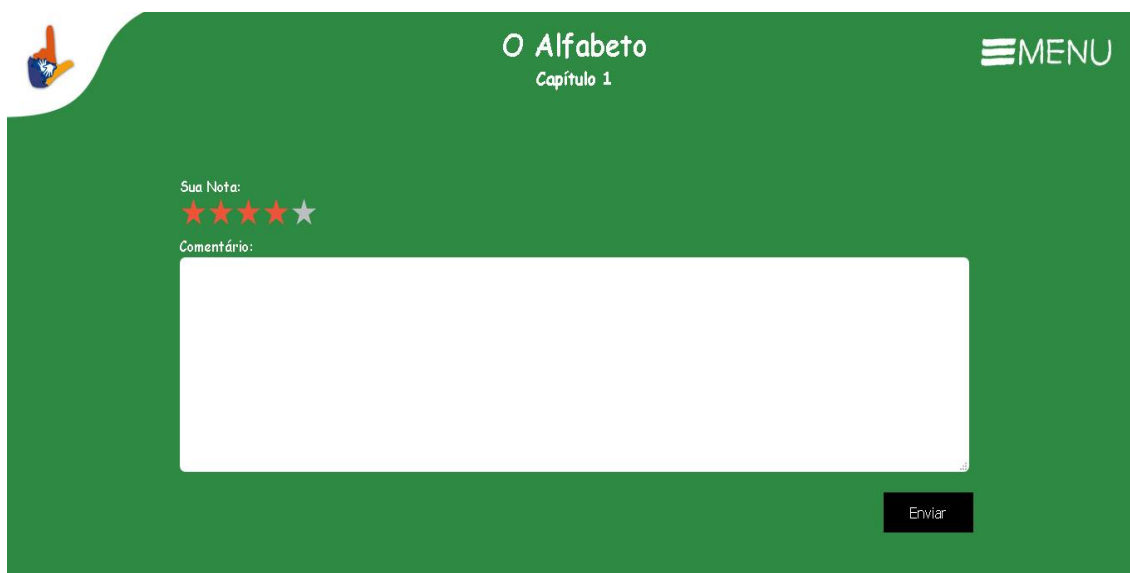 O Alfabeto
Capítulo 1
MENU
Sua Nota:
Comentário:
Enviar